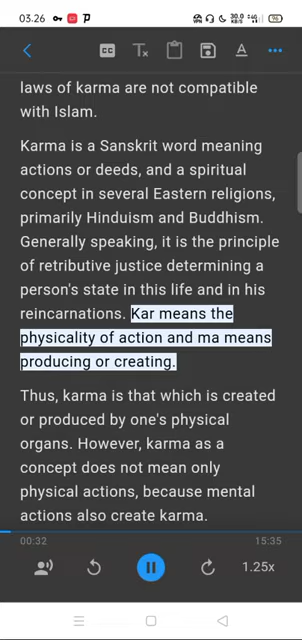 03.26
30.0 KB/S
4G
96
CC
laws of karma are not compatible
with Islam.
Karma is a Sanskrit word meaning
actions or deeds, and a spiritual
concept in several Eastern religions,
primarily Hinduism and Buddhism.
Generally speaking, it is the principle
of retributive justice determining a
person's state in this life and in his
reincarnations. Kar means the
physicality of action and ma means
producing or creating.
Thus, karma is that which is created
or produced by one's physical
organs. However, karma as a
concept does not mean only
physical actions, because mental
actions also create karma.
00:32 15:35
1.25x